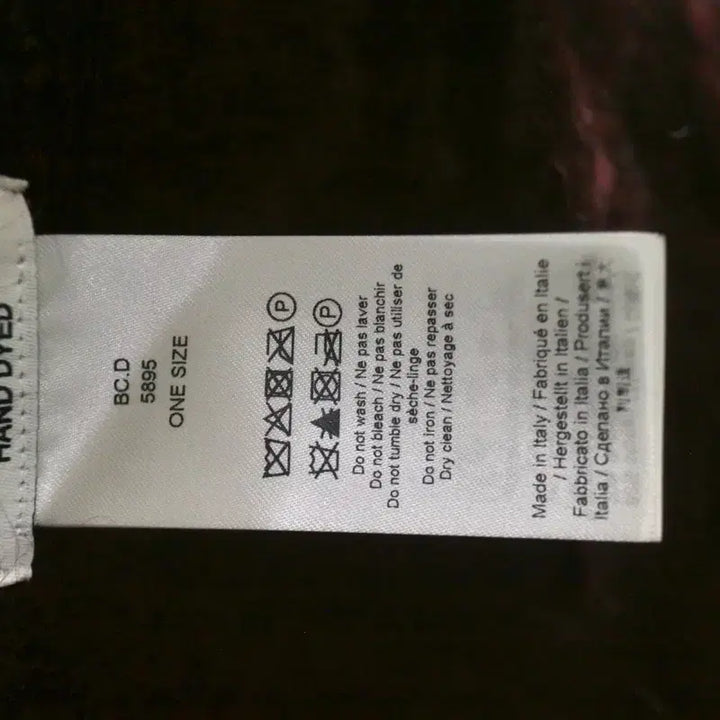 HAND DYED
BC.D
5895
ONE SIZE
P
P
Do not wash / Ne pas laver
Do not bleach / Ne pas blanchir
Do not tumble dry / Ne pas utiliser de
sèche-linge
Do not iron / Ne pas repasser
Dry clean / Nettoyage à sec
Made in Italy / Fabriqué en Italie
/ Hergestellt in Italien /
Fabbricato in Italia / Produsert i
Italia / Сделано в Италии /